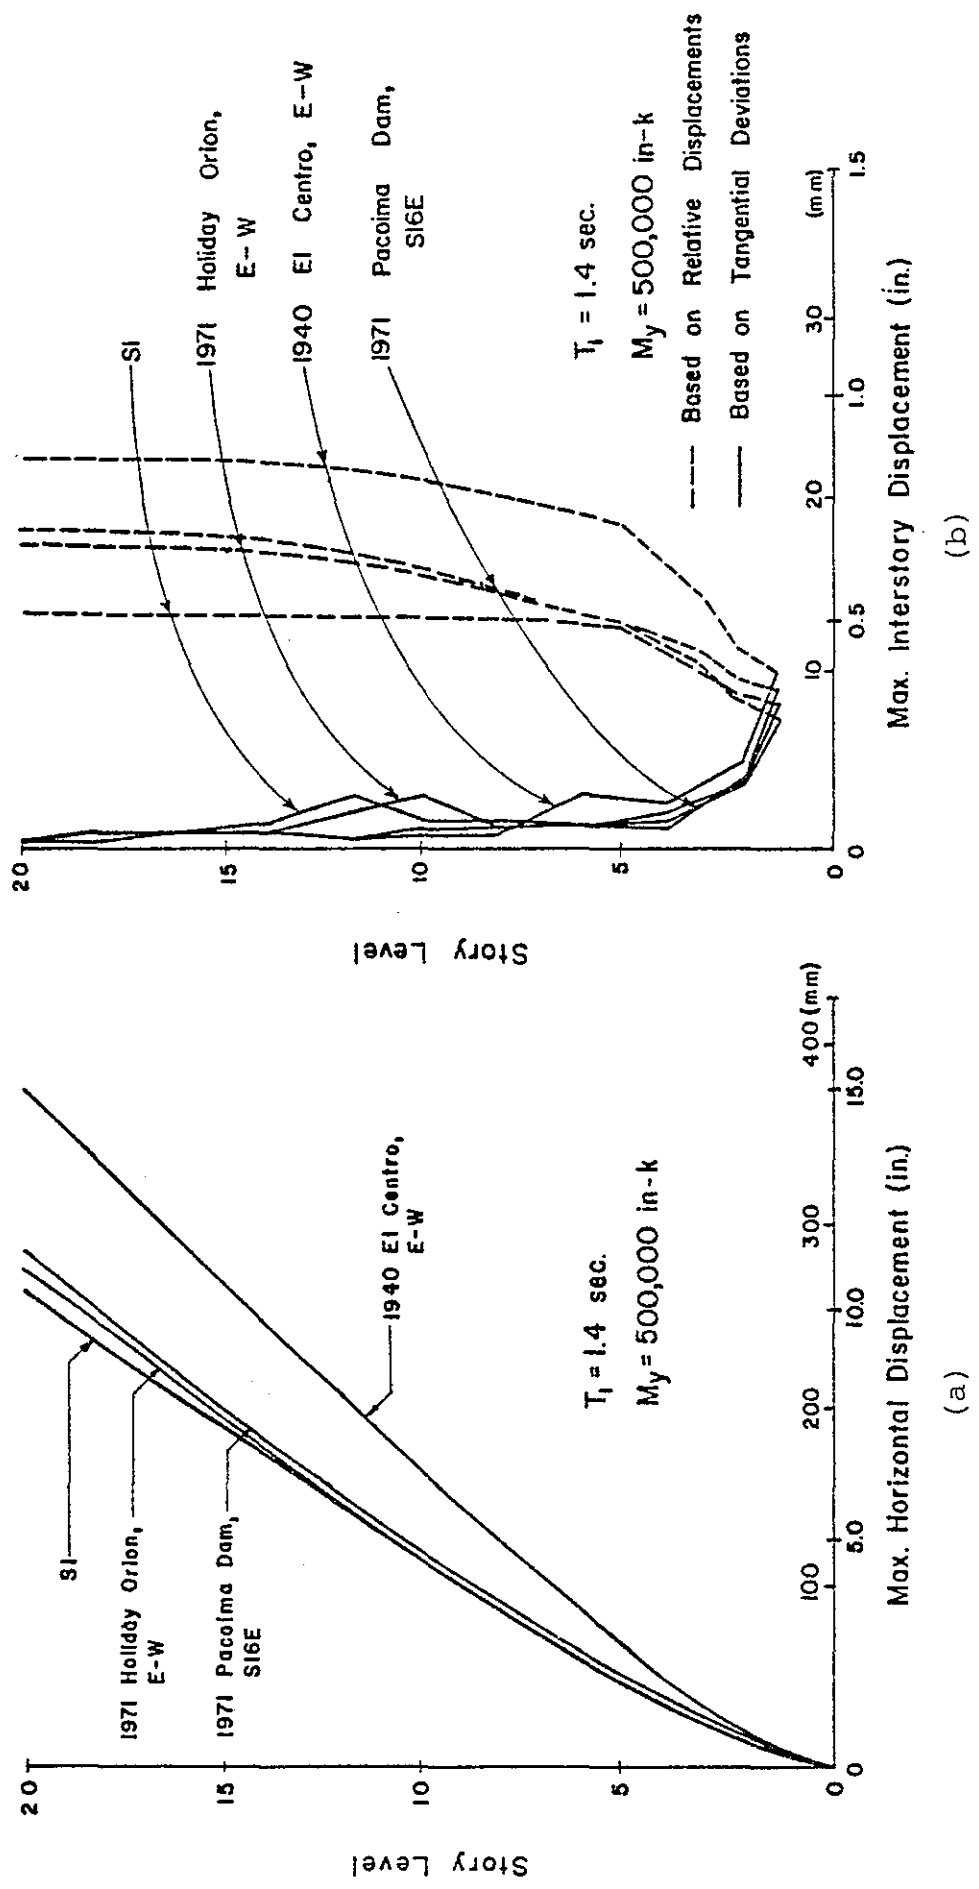 20
15
10
5
0
Story Level
S1
1971 Holiday Orion,
E-W
1971 Pacoima Dam,
S16E
1940 El Centro,
E-W
T1 = 1.4 sec.
My = 500,000 in-k
100
200
300
400 (mm)
0
5.0
10.0
15.0
Max. Horizontal Displacement (in.)
(a)
20
15
10
5
0
Story Level
S1
1971 Holiday Orion,
E-W
1940 El Centro, E-W
1971 Pacoima Dam,
S16E
T1 = 1.4 sec.
My = 500,000 in-k
Based on Relative Displacements
Based on Tangential Deviations
10
20
30
(mm)
0
0.5
1.0
1.5
Max. Interstory Displacement (in.)
(b)